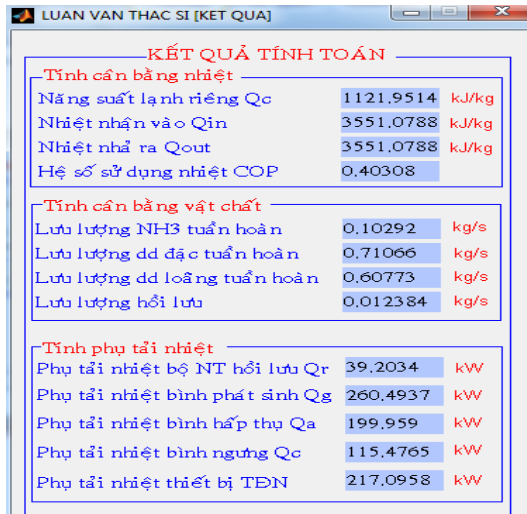 LUAN VAN THAC SI [KET QUA]
KẾT QUẢ TÍNH TOÁN
Tính cân bằng nhiệt
Năng suất lạnh riêng Qc 1121.9514 kJ/kg
Nhiệt nhận vào Qin 3551.0788 kJ/kg
Nhiệt nhả ra Qout 3551.0788 kJ/kg
Hệ số sử dụng nhiệt COP 0.40308
Tính cân bằng vật chất
Lưu lượng NH3 tuần hoàn 0.10292 kg/s
Lưu lượng dd đặc tuần hoàn 0.71066 kg/s
Lưu lượng dd loãng tuần hoàn 0.60773 kg/s
Lưu lượng hồi lưu 0.012384 kg/s
Tính phụ tải nhiệt
Phụ tải nhiệt bộ NT hồi lưu Qr 39.2034 kW
Phụ tải nhiệt bình phát sinh Qg 260.4937 kW
Phụ tải nhiệt bình hấp thụ Qa 199.959 kW
Phụ tải nhiệt bình ngưng Qc 115.4765 kW
Phụ tải nhiệt thiết bị TĐN 217.0958 kW